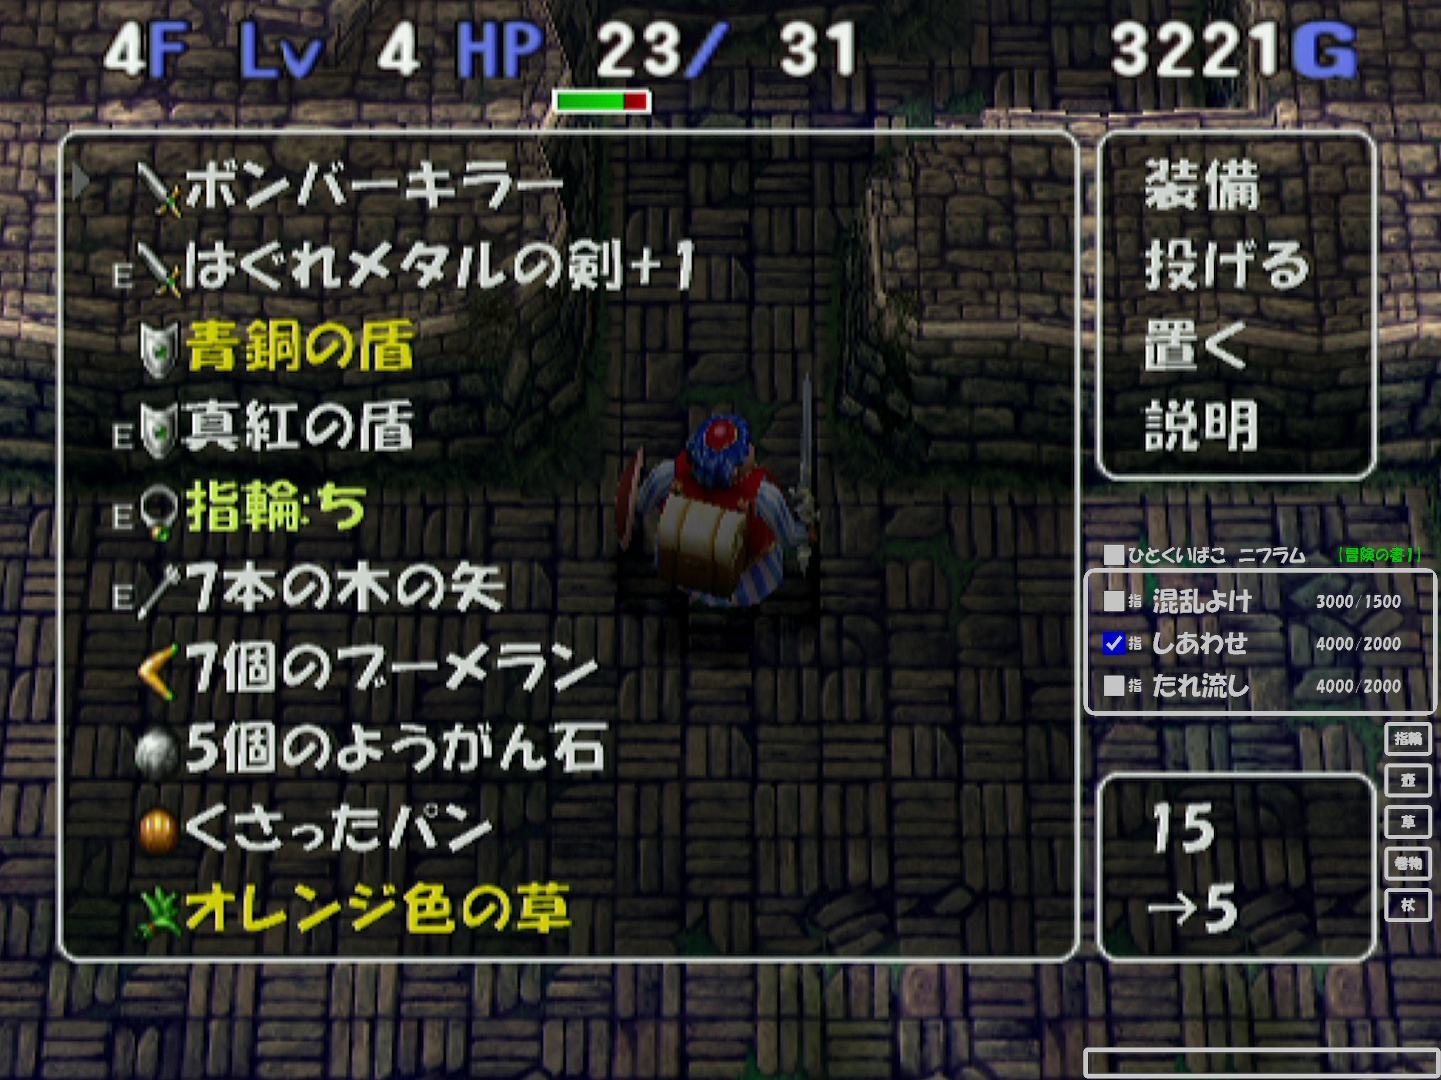 4F Lv 4 HP 23/ 31 3221G
ボンバーキラー
Eはぐれメタルの剣+1
青銅の盾
E真紅の盾
E指輪:ち
E7本の木の矢
7個のブーメラン
5個のようがん石
くさったパン
オレンジ色の草
装備
投げる
置く
説明
ひとくいばこ ニフラム 【冒険の書1】
指 混乱よけ 3000/1500
指 しあわせ 4000/2000
指 たれ流し 4000/2000
指輪
壺
草
巻物
杖
15
→5